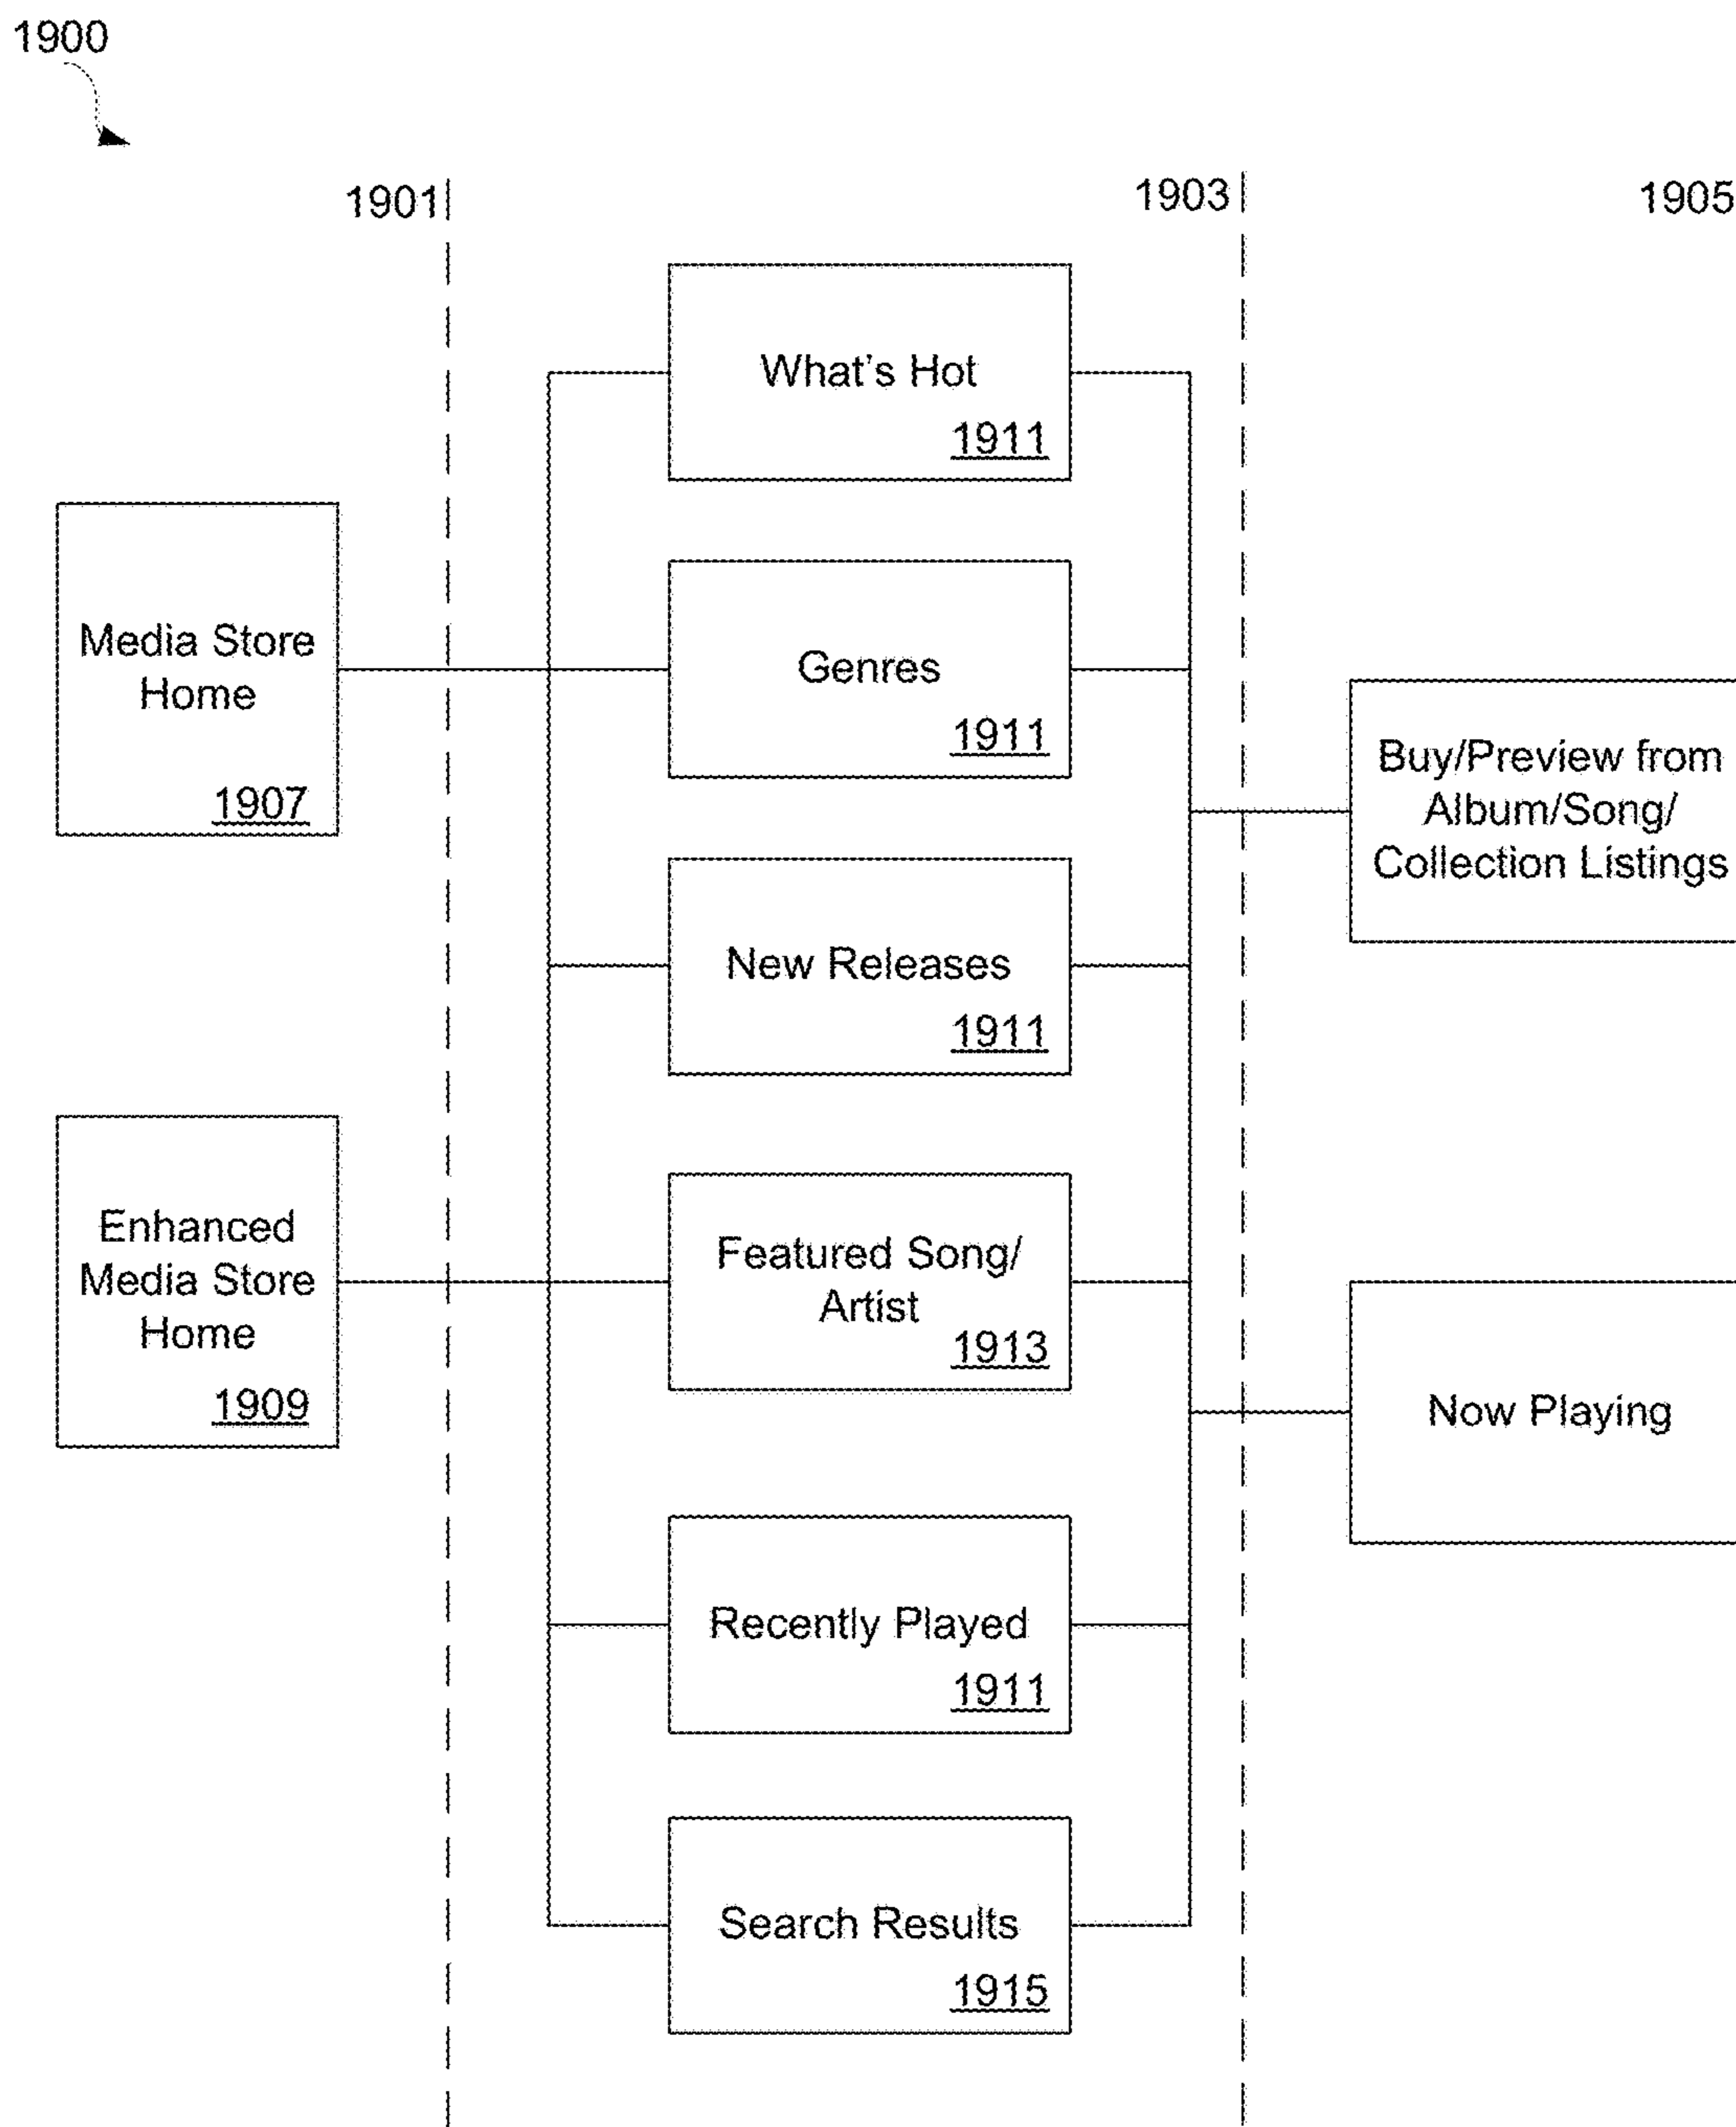 1900
1901
1903
1905
What's Hot
1911
Media Store
Home
1907
Genres
1911
Buy/Preview from
Album/Song/
Collection Listings
New Releases
1911
Enhanced
Media Store
Home
1909
Featured Song/
Artist
1913
Now Playing
Recently Played
1911
Search Results
1915